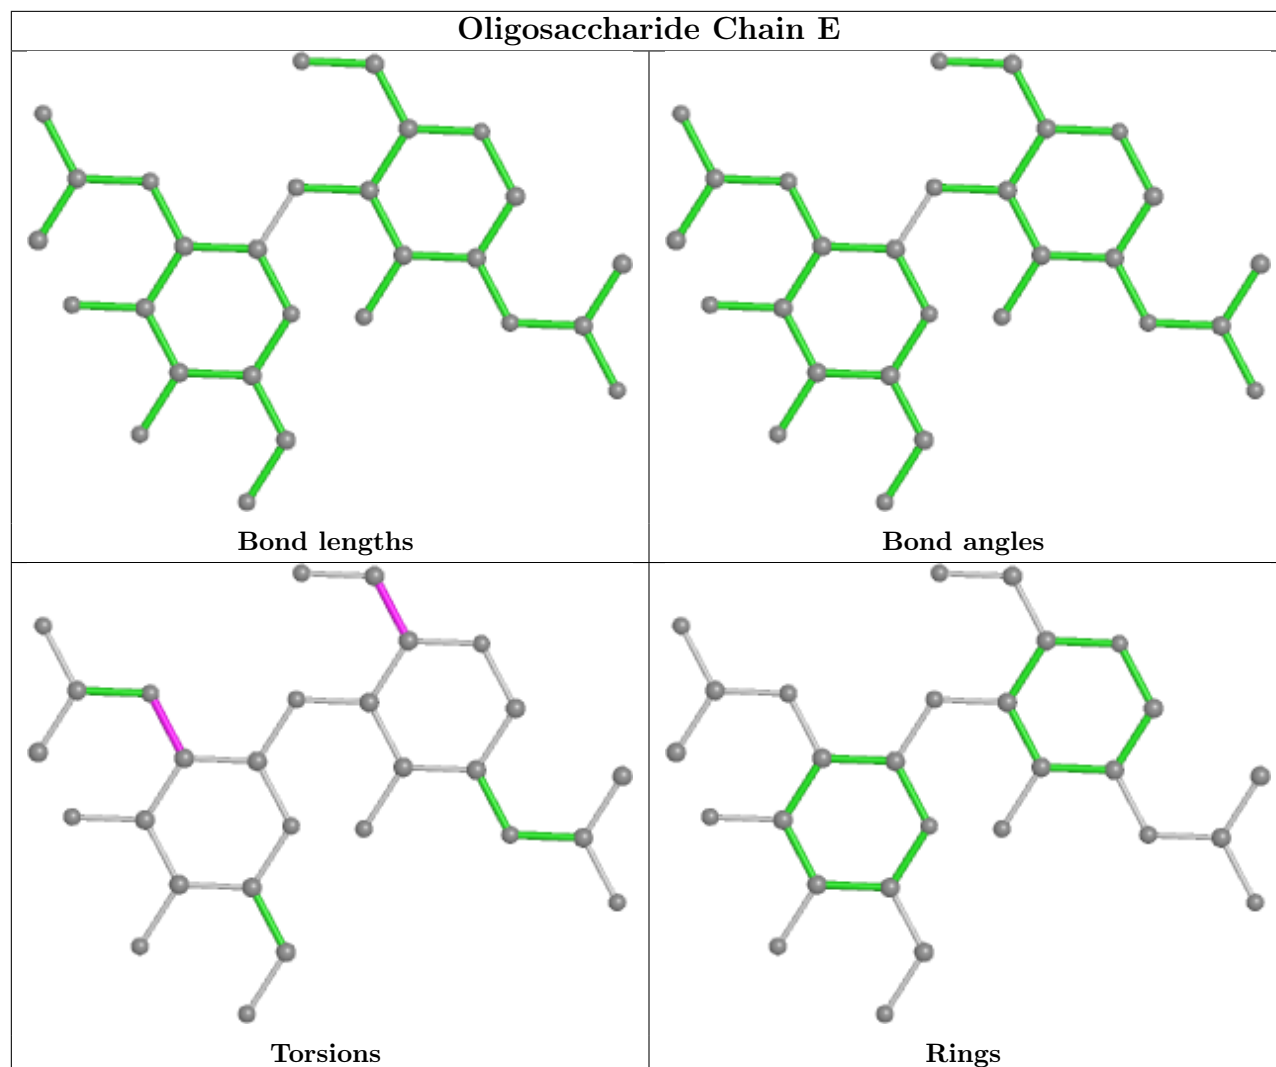 Oligosaccharide Chain E
Bond lengths
Bond angles
Torsions
Rings